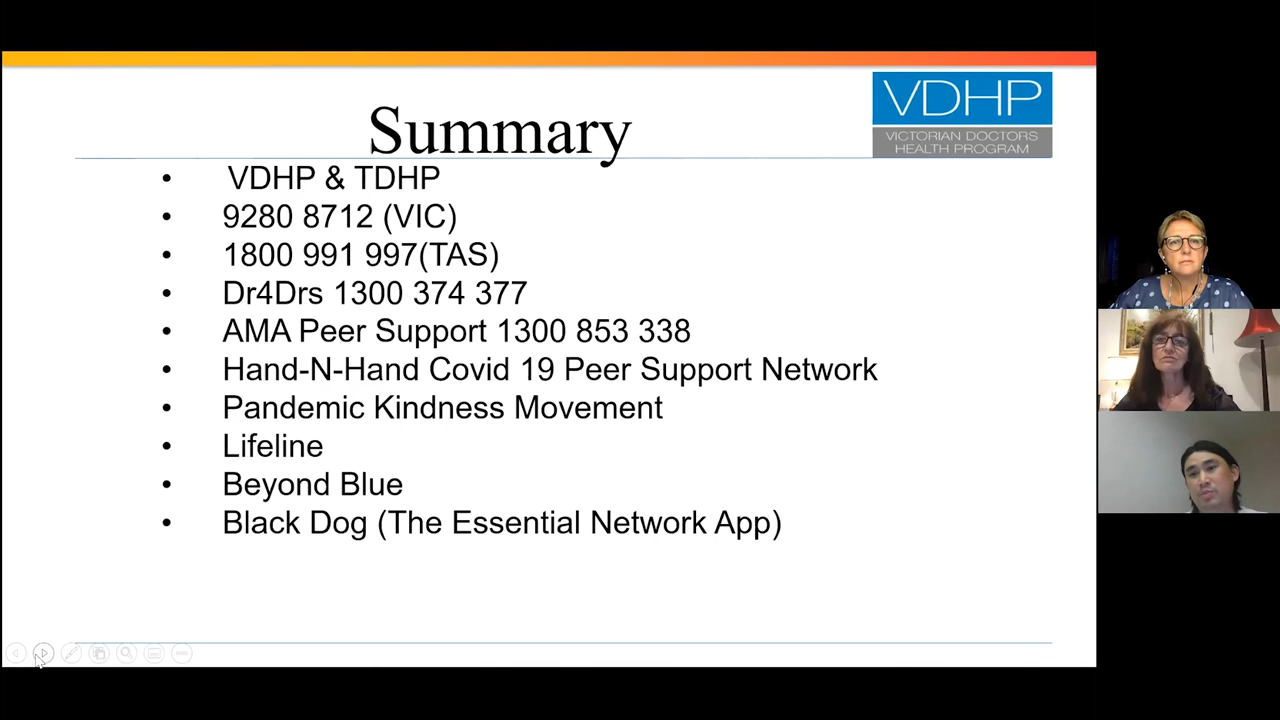 Summary
VDHP
VICTORIAN DOCTORS
HEALTH PROGRAM
• VDHP & TDHP
• 9280 8712 (VIC)
• 1800 991 997(TAS)
• Dr4Drs 1300 374 377
• AMA Peer Support 1300 853 338
• Hand-N-Hand Covid 19 Peer Support Network
• Pandemic Kindness Movement
• Lifeline
• Beyond Blue
• Black Dog (The Essential Network App)